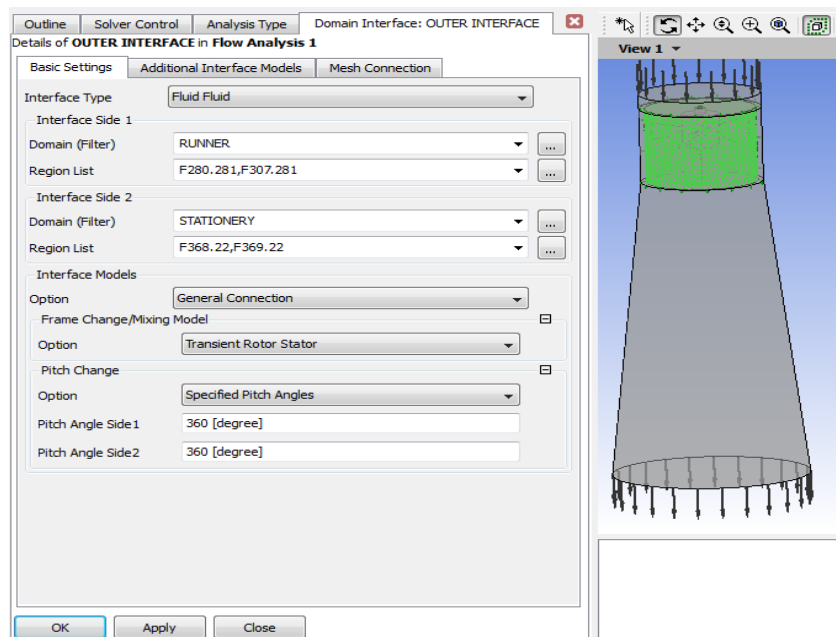 Outline Solver Control Analysis Type Domain Interface: OUTER INTERFACE
Details of OUTER INTERFACE in Flow Analysis 1
Basic Settings Additional Interface Models Mesh Connection
Interface Type Fluid Fluid
Interface Side 1
Domain (Filter) RUNNER ...
Region List F280.281,F307.281 ...
Interface Side 2
Domain (Filter) STATIONERY ...
Region List F368.22,F369.22 ...
Interface Models
Option General Connection
Frame Change/Mixing Model
Option Transient Rotor Stator
Pitch Change
Option Specified Pitch Angles
Pitch Angle Side1 360 [degree]
Pitch Angle Side2 360 [degree]
OK Apply Close
View 1